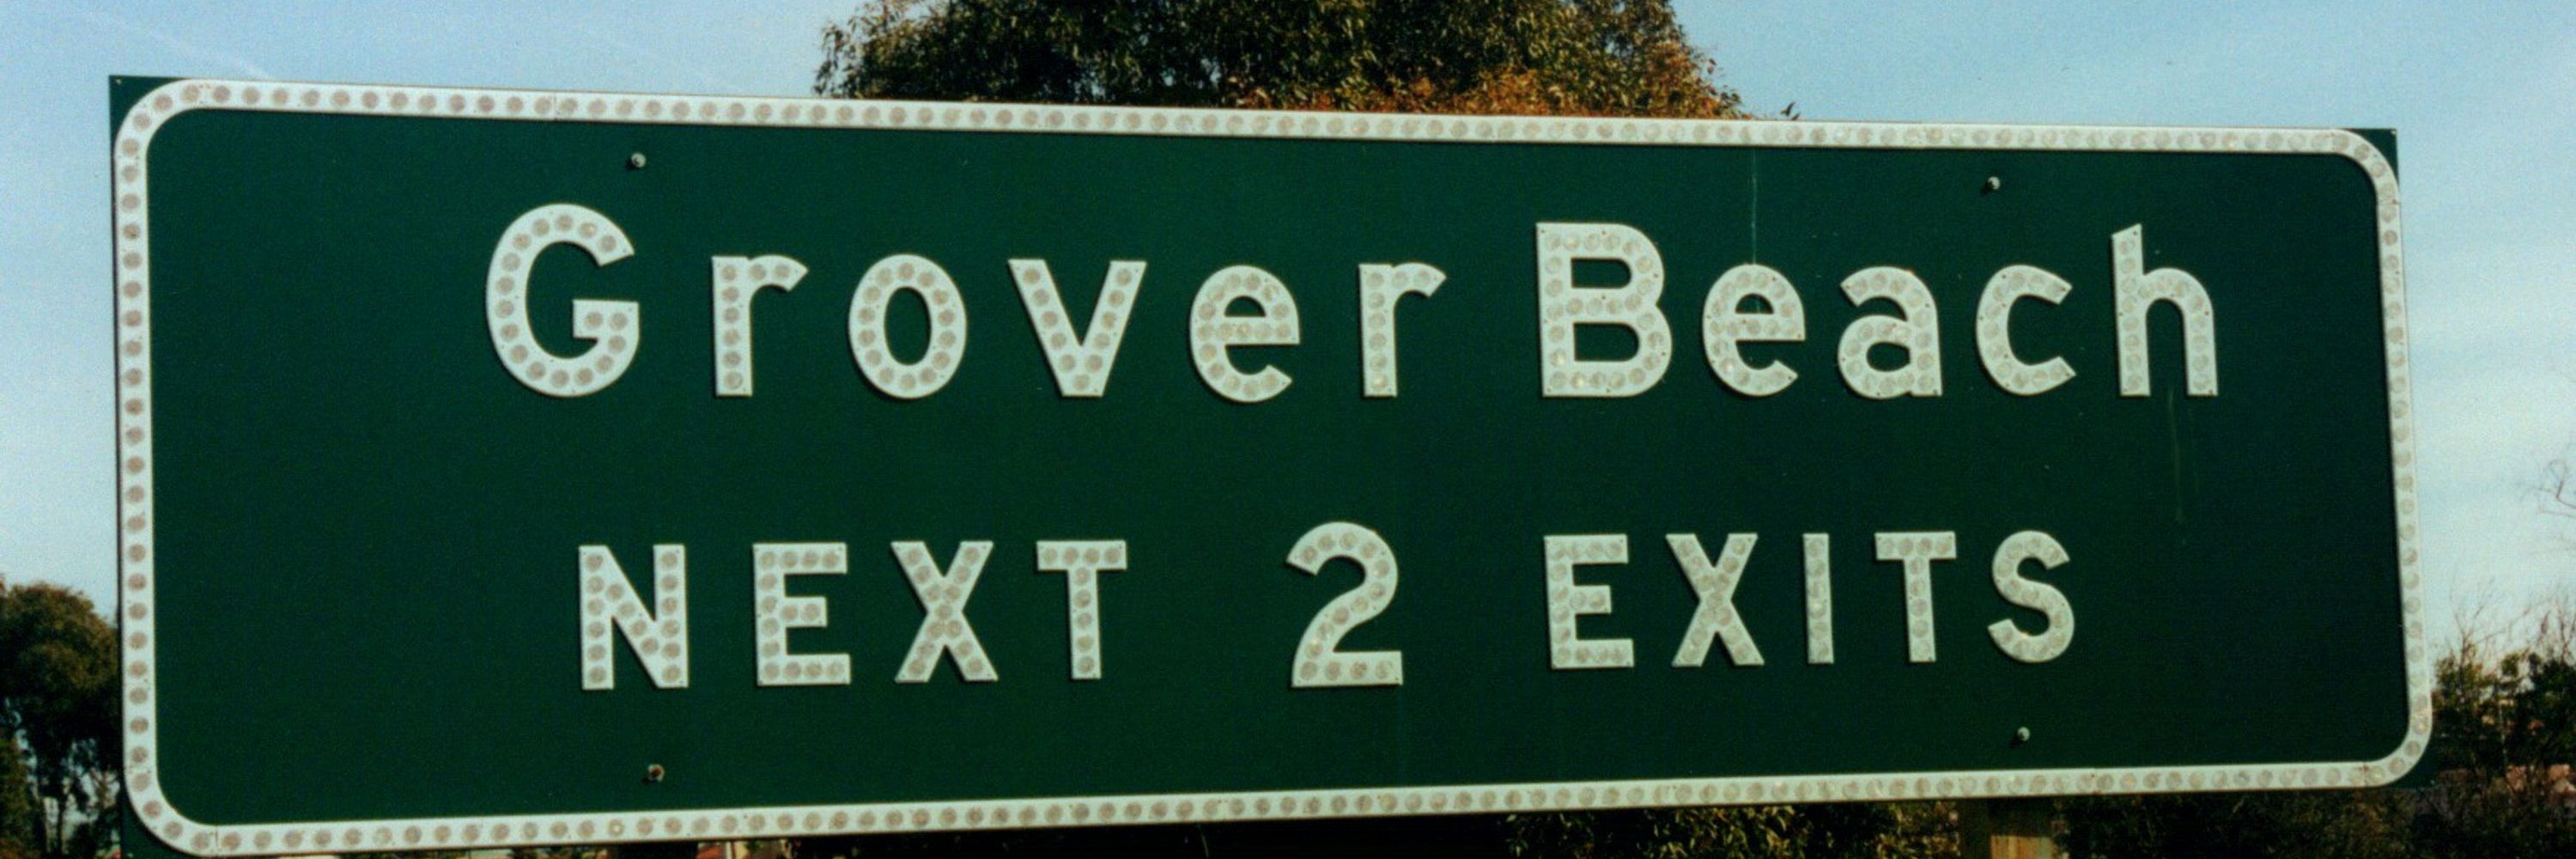 Grover Beach
NEXT 2 EXITS